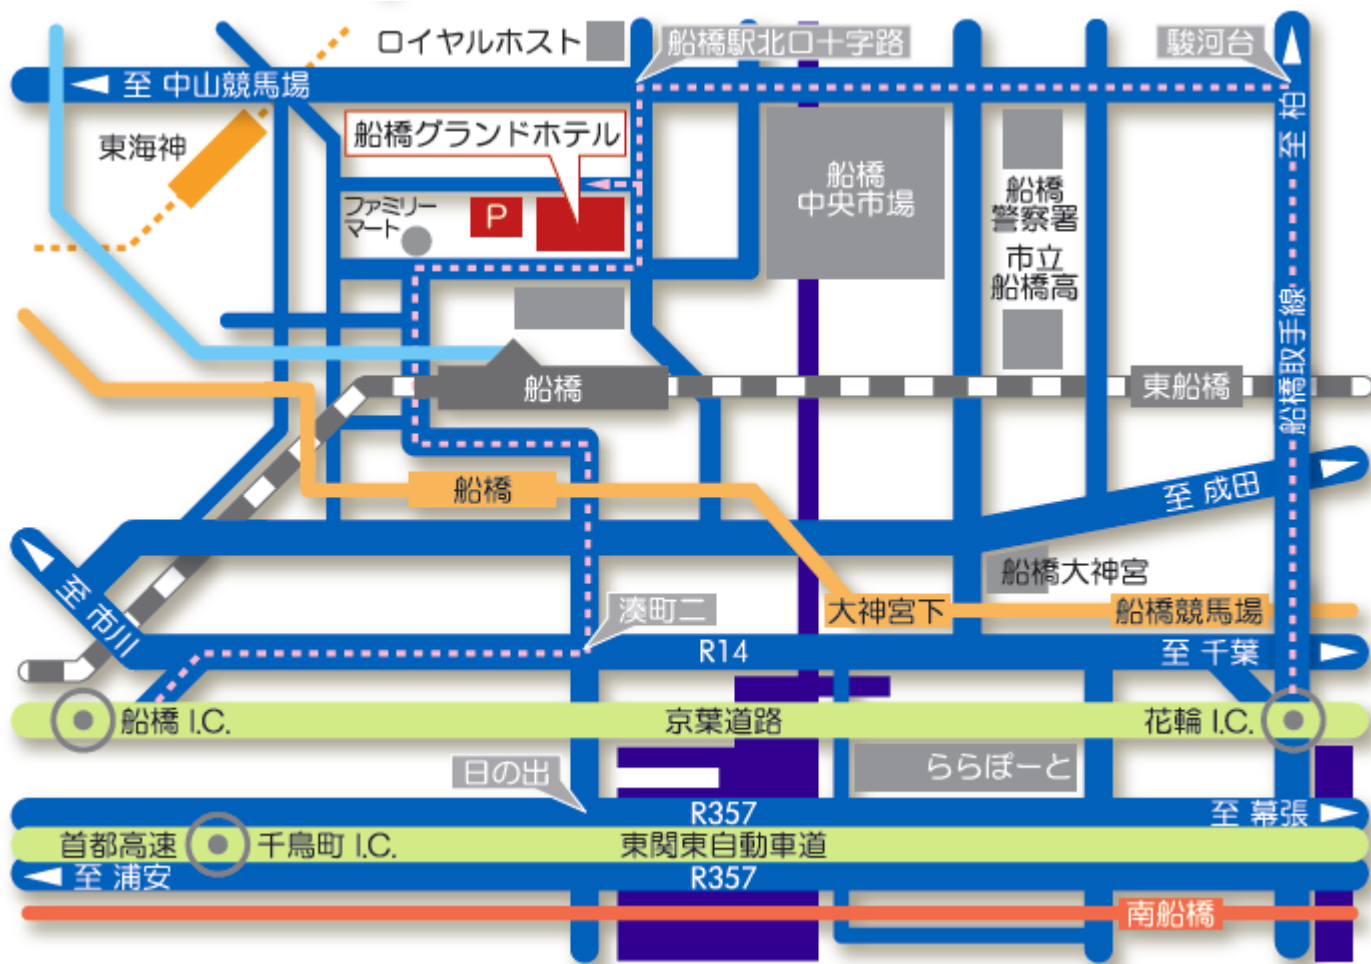 ロイヤルホスト
船橋駅北口十字路
駿河台
至 中山競馬場
至 柏
東海神
船橋グランドホテル
船橋
中央市場
船橋
警察署
ファミリー
マート
P
市立
船橋高
船橋取手線
船橋
東船橋
船橋
至 成田
至 市川
湊町二
船橋大神宮
大神宮下
船橋競馬場
R14
至 千葉
船橋 I.C.
京葉道路
花輪 I.C.
日の出
ららぽーと
R357
至 幕張
首都高速
千鳥町 I.C.
東関東自動車道
至 浦安
R357
南船橋